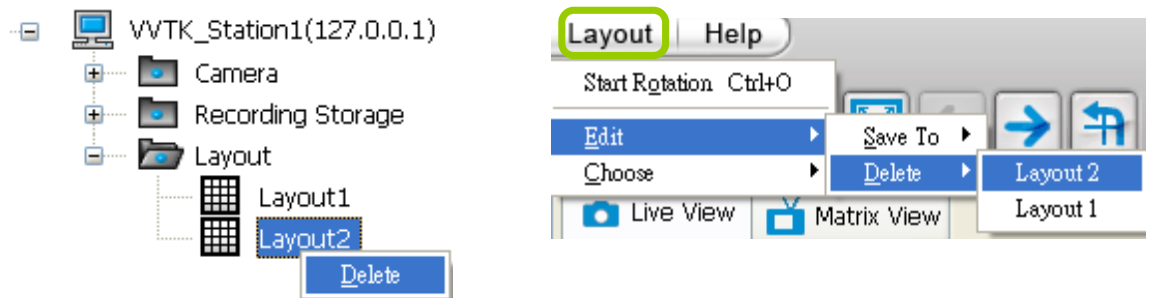 VVTK_Station1(127.0.0.1)
Camera
Recording Storage
Layout
Layout1
Layout2
Delete
Layout Help
Start Rotation Ctrl+O
Edit Save To
Choose Delete Layout 2
Layout 1
Live View Matrix View